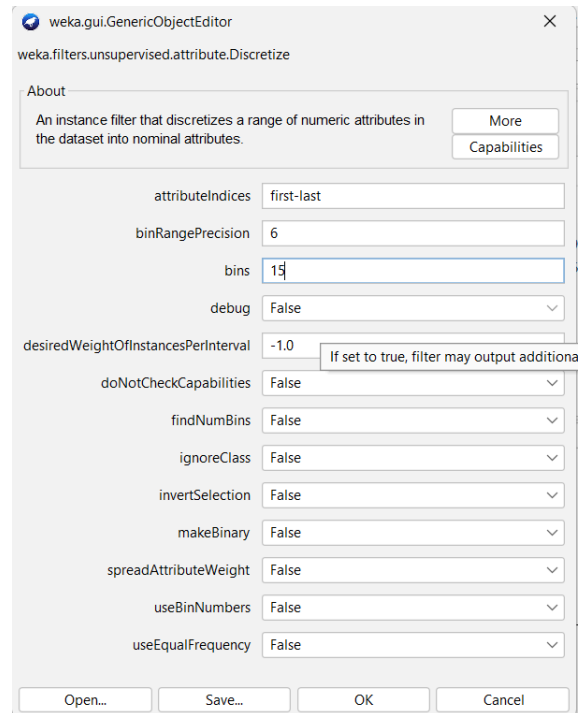 weka.gui.GenericObjectEditor
weka.filters.unsupervised.attribute.Discretize
About
An instance filter that discretizes a range of numeric attributes in
the dataset into nominal attributes.
More
Capabilities
attributeIndices first-last
binRangePrecision 6
bins 15
debug False
desiredWeightOfInstancesPerInterval -1.0
If set to true, filter may output additiona
doNotCheckCapabilities False
findNumBins False
ignoreClass False
invertSelection False
makeBinary False
spreadAttributeWeight False
useBinNumbers False
useEqualFrequency False
Open... Save... OK Cancel